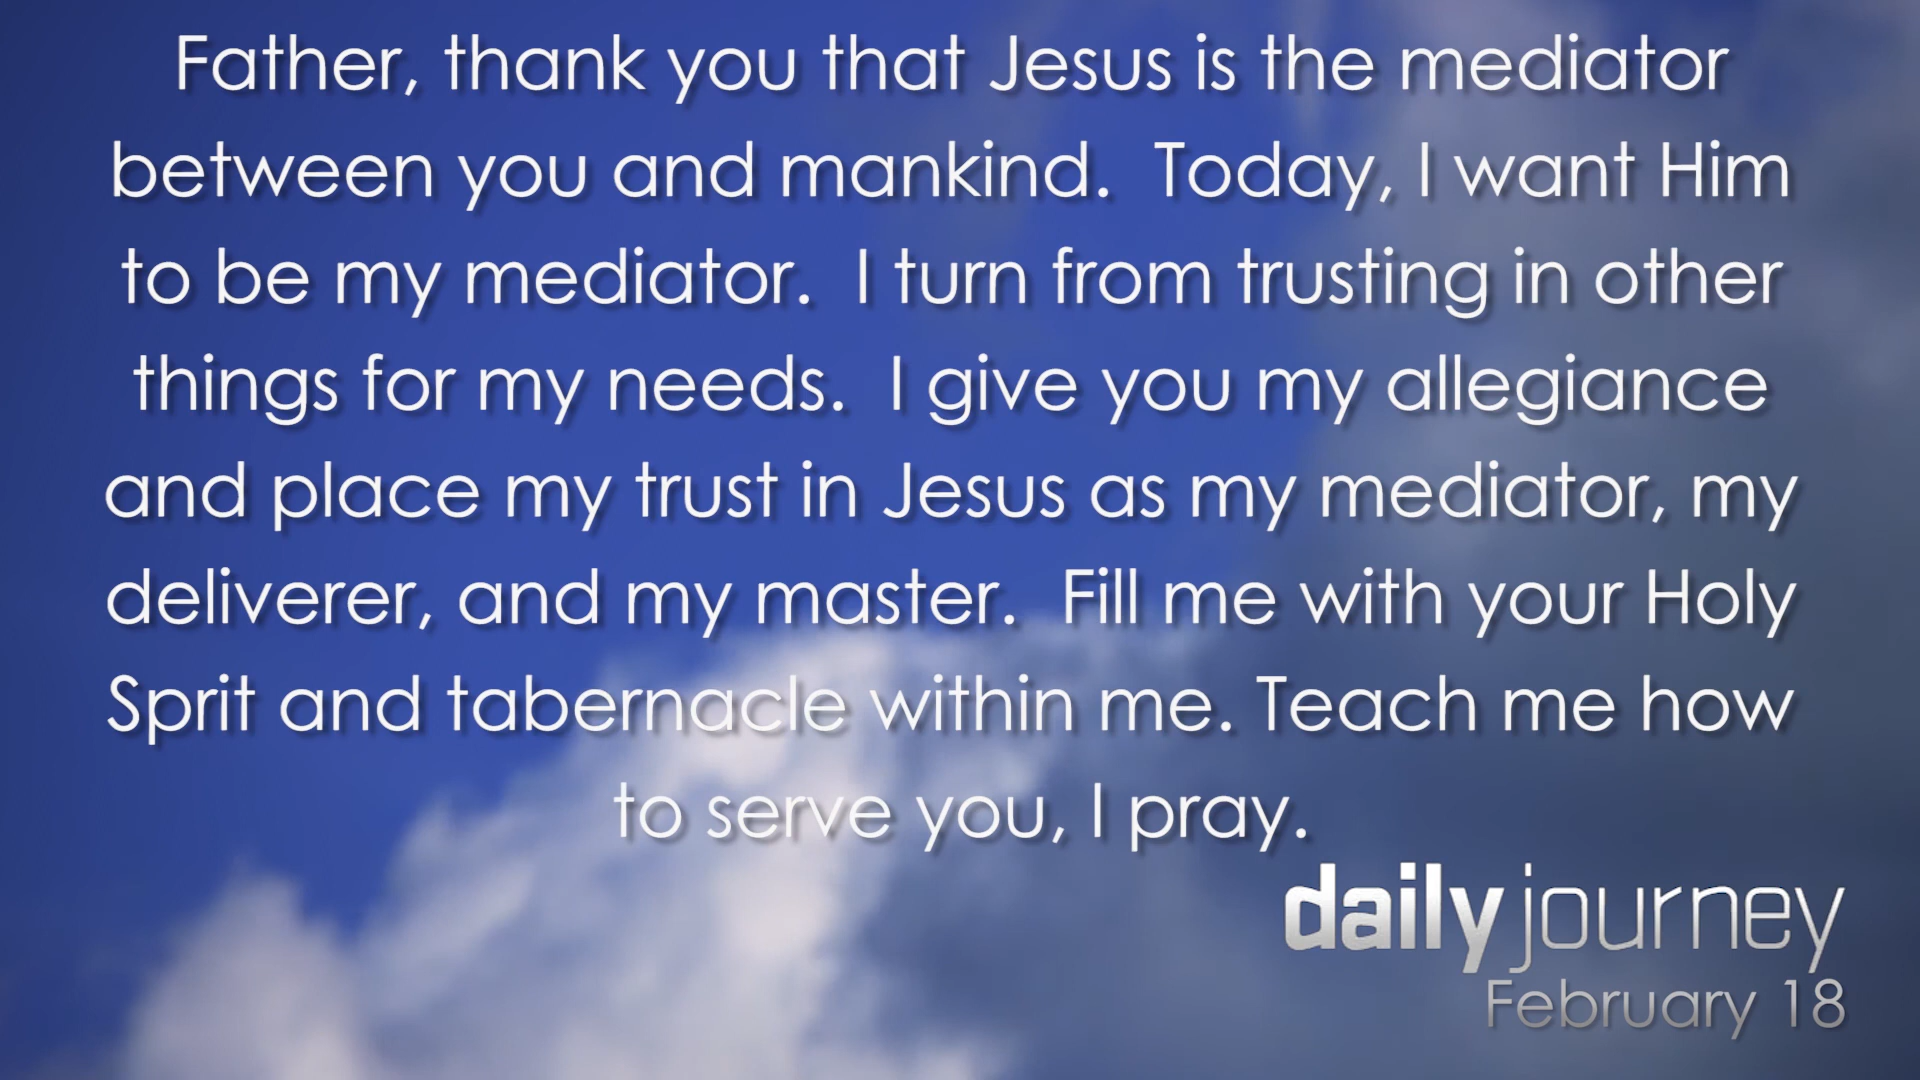 Father, thank you that Jesus is the mediator
between you and mankind.  Today, I want Him
to be my mediator.  I turn from trusting in other
things for my needs.  I give you my allegiance
and place my trust in Jesus as my mediator, my
deliverer, and my master.  Fill me with your Holy
Sprit and tabernacle within me. Teach me how
to serve you, I pray.
daily journey
February 18